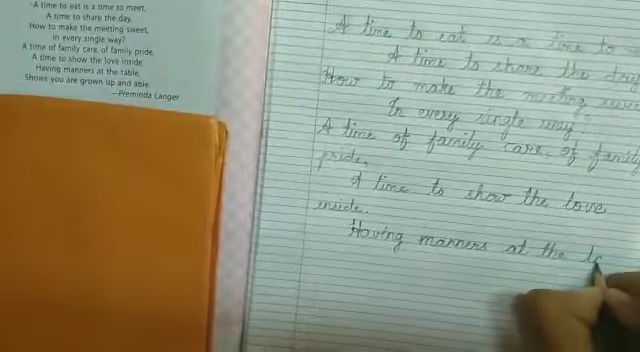 A time to eat is a time to meet,
A time to share the day,
How to make the meeting sweet,
In every single way?
A time of family care, of family pride,
A time to show the love inside.
Having manners at the table,
Shows you are grown up and able.
— Preminda Langer
A time to eat is a time to
A time to share the day
How to make the meeting
In every single way?
A time of family care, of family
pride,
A time to show the love
inside.
Having manners at the